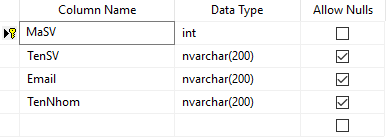 Column Name Data Type Allow Nulls
MaSV int
TenSV nvarchar(200)
Email nvarchar(200)
TenNhom nvarchar(200)